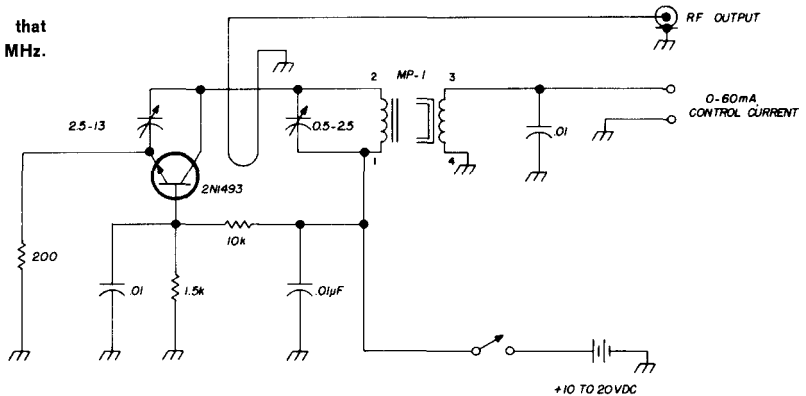 that
MHz.
RF OUTPUT
2
MP-1
3
0-60mA
CONTROL CURRENT
2.5-13
0.5-25
.01
1
4
2N1493
10k
200
.01
1.5k
.01µF
+10 TO 20VDC